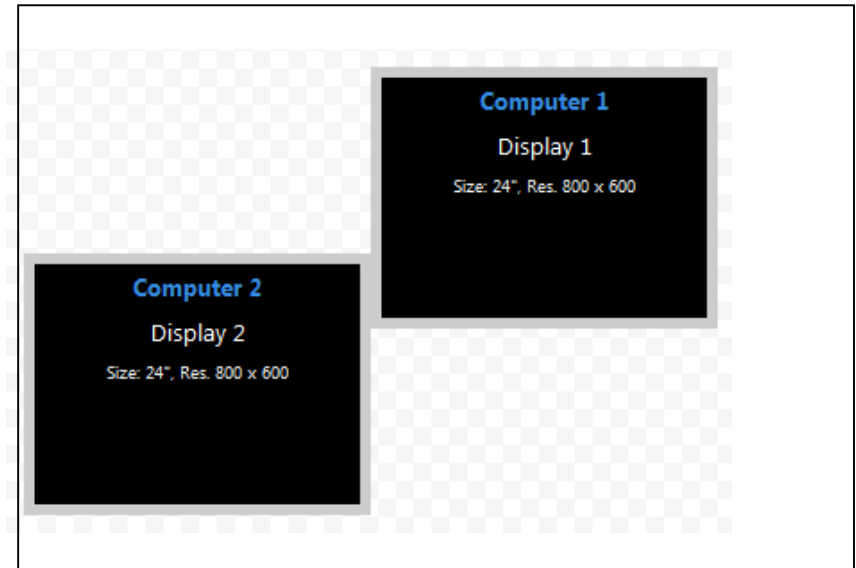 Computer 1
Display 1
Size: 24", Res. 800 x 600
Computer 2
Display 2
Size: 24", Res. 800 x 600